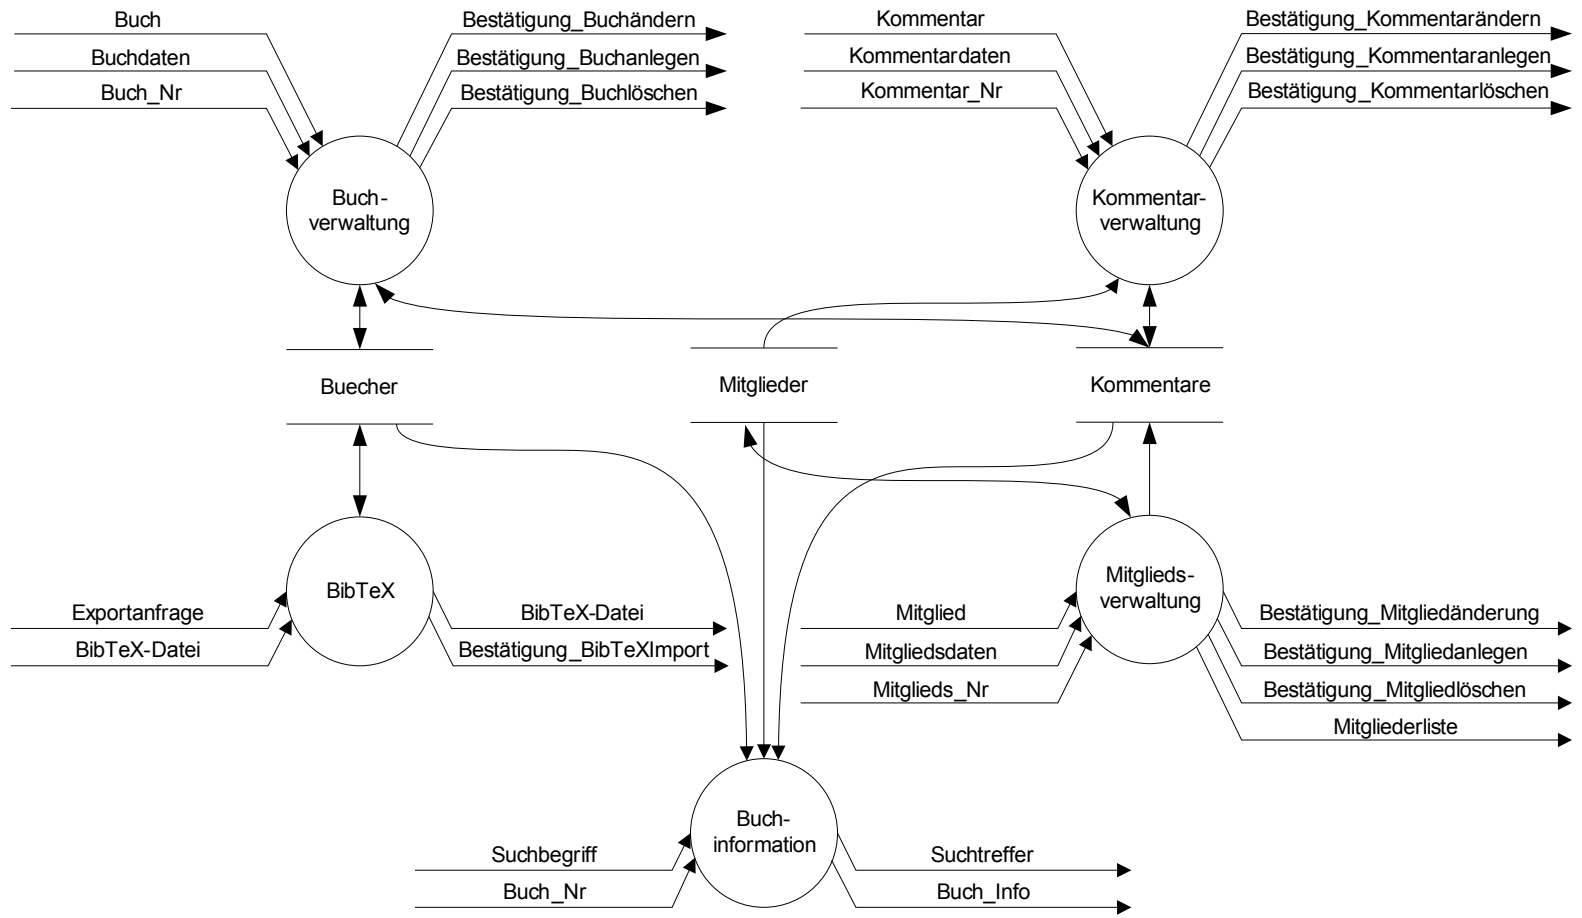 Buch
Bestätigung_Buchändern
Kommentar
Bestätigung_Kommentarändern
Buchdaten
Bestätigung_Buchanlegen
Kommentardaten
Bestätigung_Kommentaranlegen
Buch_Nr
Bestätigung_Buchlöschen
Kommentar_Nr
Bestätigung_Kommentarlöschen
Buch-
verwaltung
Kommentar-
verwaltung
Buecher
Mitglieder
Kommentare
BibTeX
Mitglieds-
verwaltung
Exportanfrage
BibTeX-Datei
BibTeX-Datei
Bestätigung_BibTeXImport
Mitglied
Bestätigung_Mitgliedänderung
Mitgliedsdaten
Bestätigung_Mitgliedanlegen
Mitglieds_Nr
Bestätigung_Mitgliedlöschen
Mitgliederliste
Buch-
information
Suchbegriff
Suchtreffer
Buch_Nr
Buch_Info